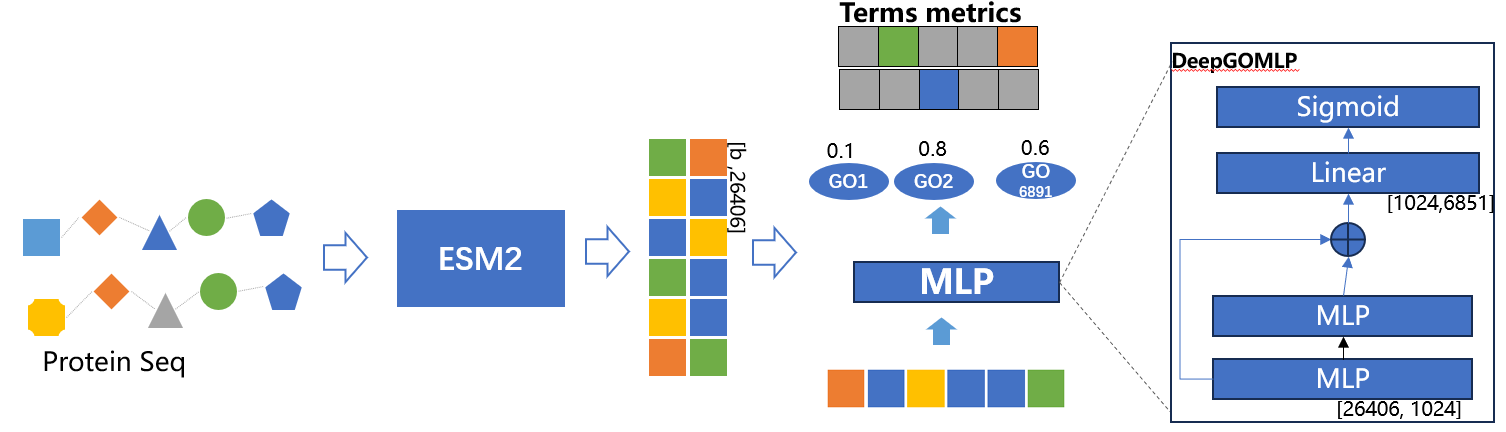 Terms metrics
DeepGOMLP
Sigmoid
Linear
[1024,6851]
MLP
MLP
[26406, 1024]
0.1
0.8
0.6
GO1
GO2
GO
6891
MLP
[b ,26406]
ESM2
Protein Seq